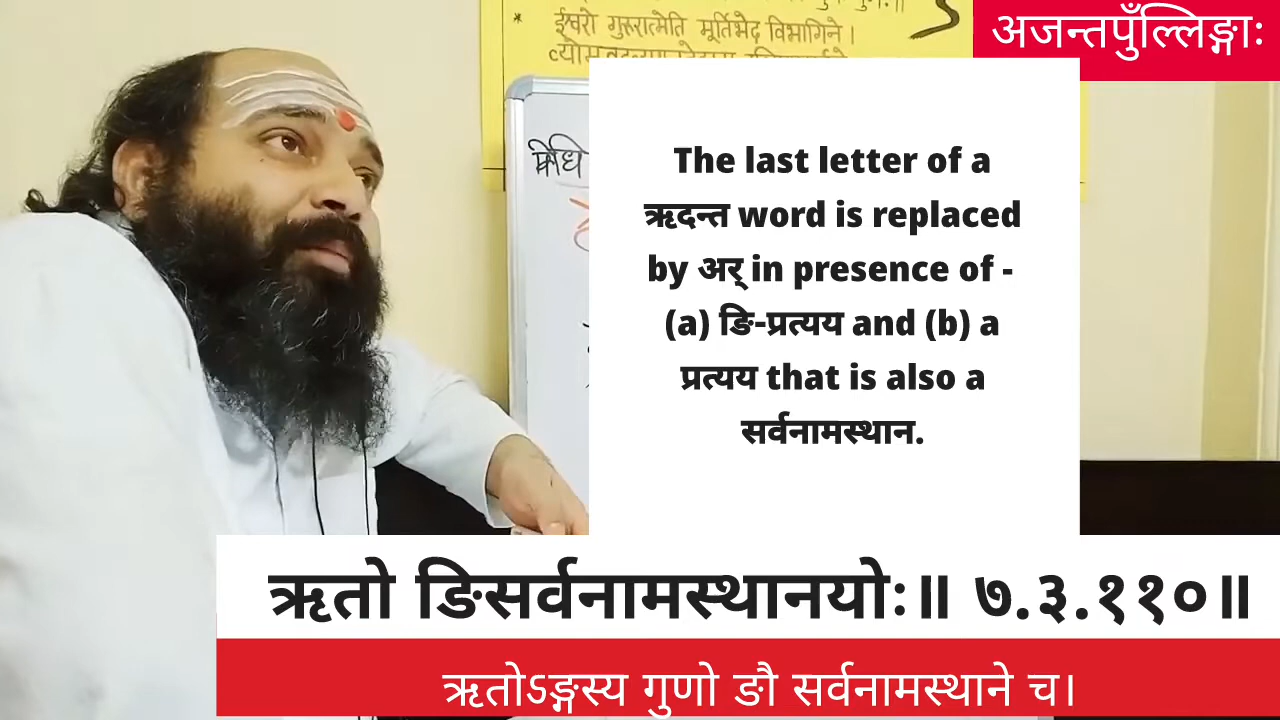 ईश्वरो गुरुरात्मेति मूर्तिभेद विभागिने।
अजन्तपुँल्लिङ्गाः
The last letter of a
ऋदन्त word is replaced
by अर् in presence of -
(a) ङि-प्रत्यय and (b) a
प्रत्यय that is also a
सर्वनामस्थान.
ऋतो ङिसर्वनामस्थानयोः॥ ७.३.११०॥
ऋतोऽङ्गस्य गुणो ङौ सर्वनामस्थाने च।